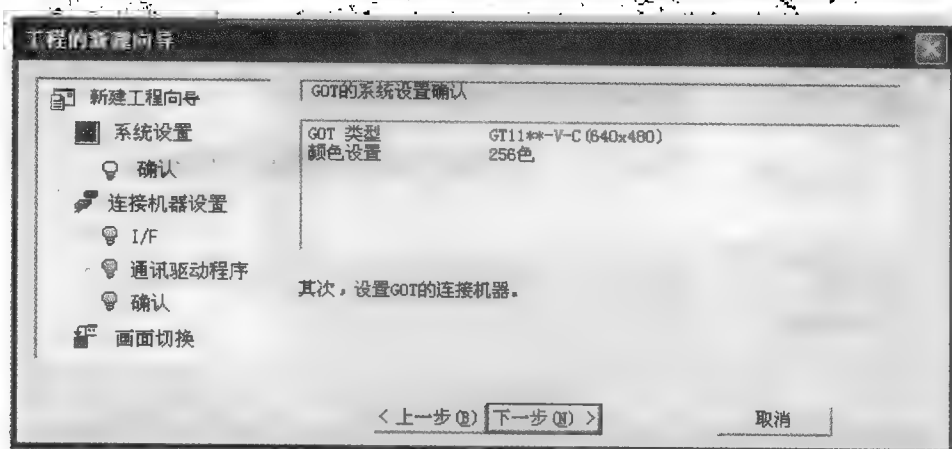 工程的新建向导
新建工程向导
系统设置
确认
连接机器设置
I/F
通讯驱动程序
确认
画面切换
GOT的系统设置确认
GOT 类型 GT11**-V-C (640x480)
颜色设置 256色
其次，设置GOT的连接机器。
< 上一步(B) 下一步(N) > 取消